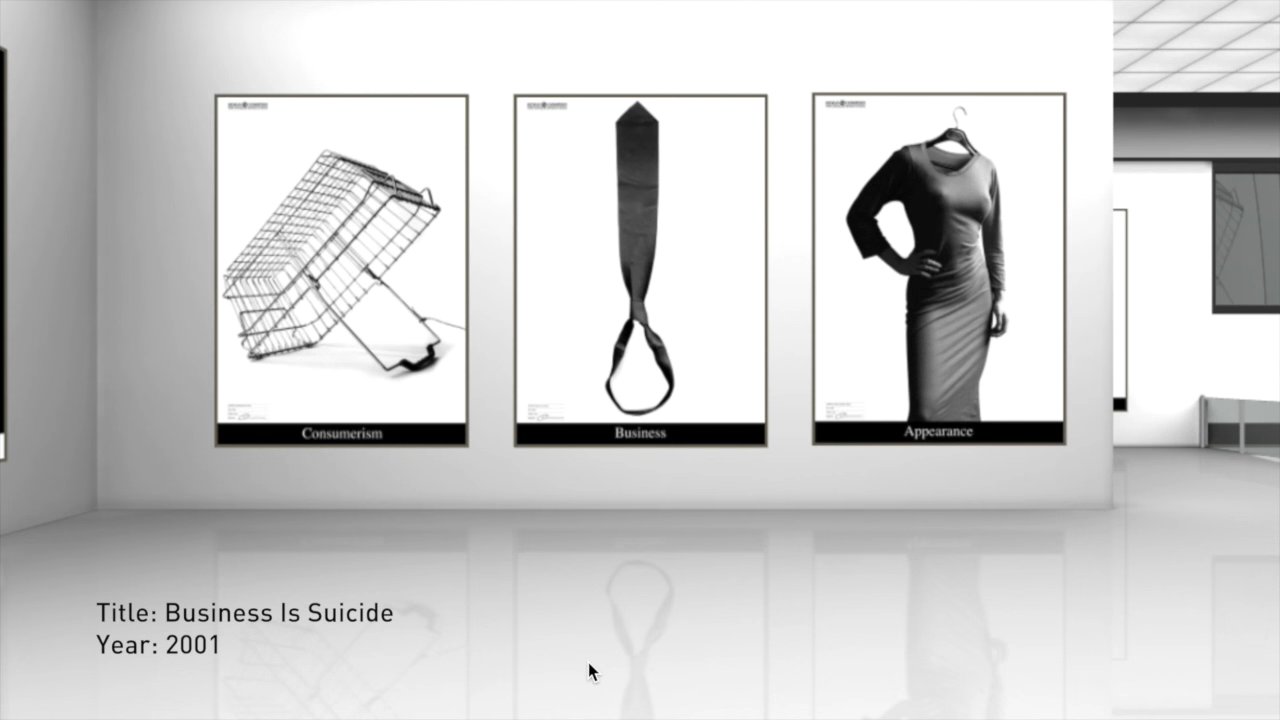 Consumerism
Business
Appearance
Title: Business Is Suicide
Year: 2001